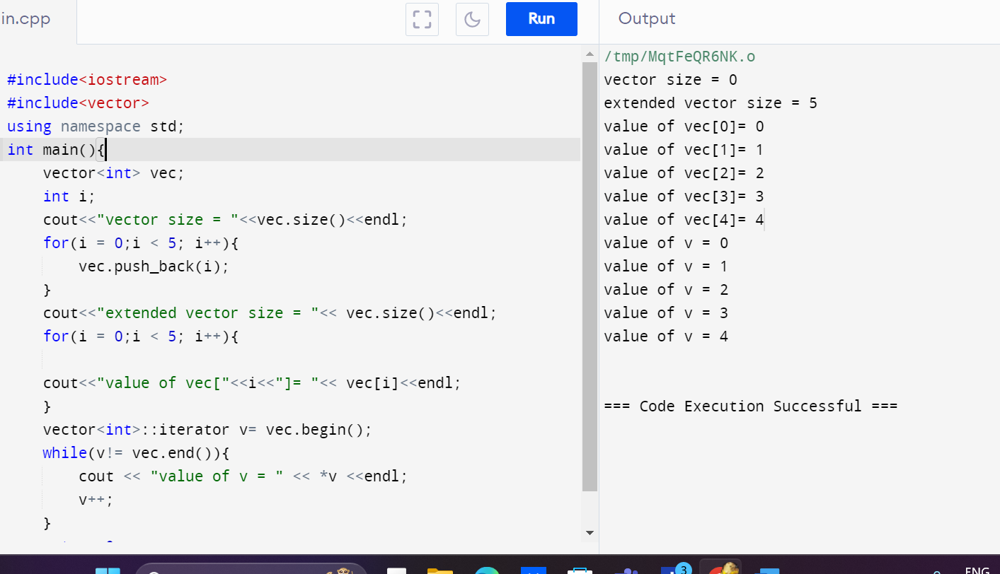 in.cpp
Run
#include<iostream>
#include<vector>
using namespace std;
int main(){
    vector<int> vec;
    int i;
    cout<<"vector size = "<<vec.size()<<endl;
    for(i = 0;i < 5; i++){
        vec.push_back(i);
    }
    cout<<"extended vector size = "<< vec.size()<<endl;
    for(i = 0;i < 5; i++){
    cout<<"value of vec["<<i<<"]= "<< vec[i]<<endl;
    }
    vector<int>::iterator v= vec.begin();
    while(v!= vec.end()){
        cout << "value of v = " << *v <<endl;
        v++;
    }
Output
/tmp/MqtFeQR6NK.o
vector size = 0
extended vector size = 5
value of vec[0]= 0
value of vec[1]= 1
value of vec[2]= 2
value of vec[3]= 3
value of vec[4]= 4
value of v = 0
value of v = 1
value of v = 2
value of v = 3
value of v = 4
=== Code Execution Successful ===
3
ENG